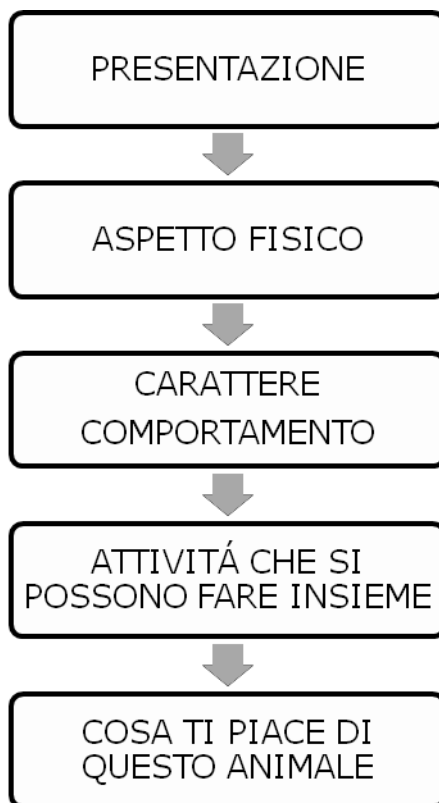 PRESENTAZIONE
ASPETTO FISICO
CARATTERE
COMPORTAMENTO
ATTIVITÁ CHE SI
POSSONO FARE INSIEME
COSA TI PIACE DI
QUESTO ANIMALE